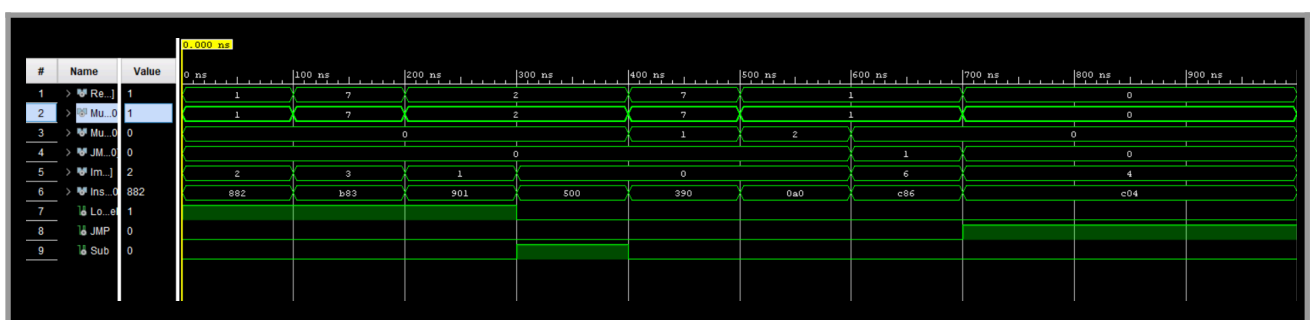 0.000 ns
# Name Value 0 ns 100 ns 200 ns 300 ns 400 ns 500 ns 600 ns 700 ns 800 ns 900 ns
1 > Re...] 1 1 7 2 7 1 0
2 > Mu...0 1 1 7 2 7 1 0
3 > Mu...0 0 0 1 2 0
4 > JM...0 0 0 1 0
5 > Im...] 2 2 3 1 0 6 4
6 > Ins...0 882 882 b83 901 500 390 0a0 c86 c04
7 Lo...el 1
8 JMP 0
9 Sub 0